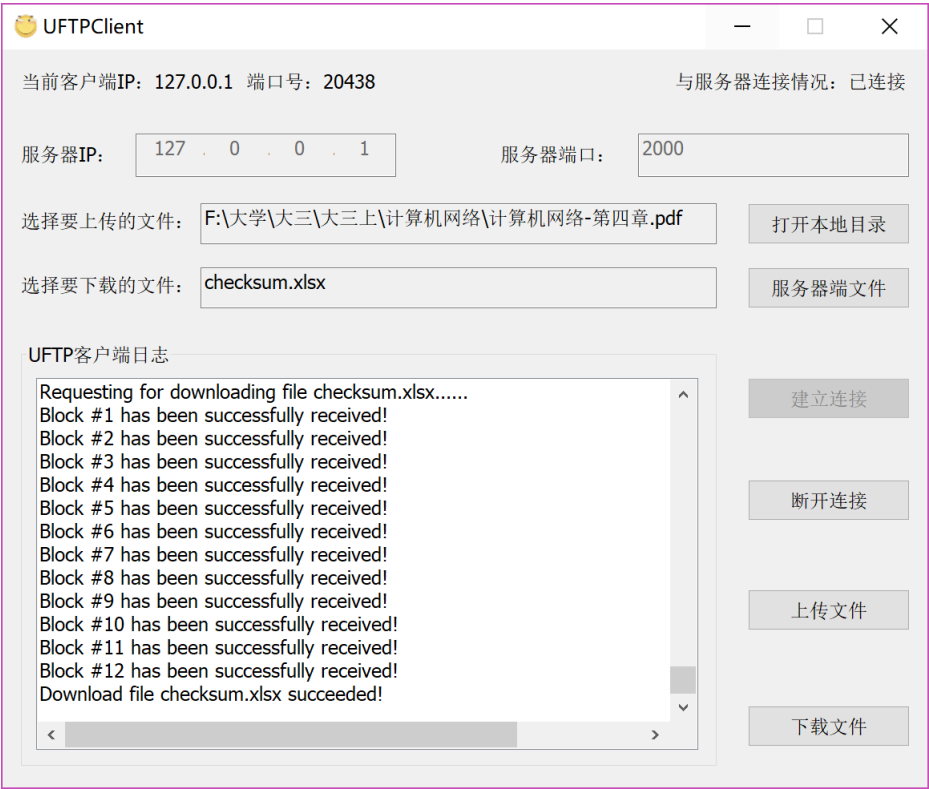 UFTPClient
当前客户端IP：127.0.0.1 端口号：20438 与服务器连接情况：已连接
服务器IP： 127 . 0 . 0 . 1 服务器端口： 2000
选择要上传的文件： F:\大学\大三\大三上\计算机网络\计算机网络-第四章.pdf 打开本地目录
选择要下载的文件： checksum.xlsx 服务器端文件
UFTP客户端日志
Requesting for downloading file checksum.xlsx......
Block #1 has been successfully received!
Block #2 has been successfully received!
Block #3 has been successfully received!
Block #4 has been successfully received!
Block #5 has been successfully received!
Block #6 has been successfully received!
Block #7 has been successfully received!
Block #8 has been successfully received!
Block #9 has been successfully received!
Block #10 has been successfully received!
Block #11 has been successfully received!
Block #12 has been successfully received!
Download file checksum.xlsx succeeded!
建立连接
断开连接
上传文件
下载文件